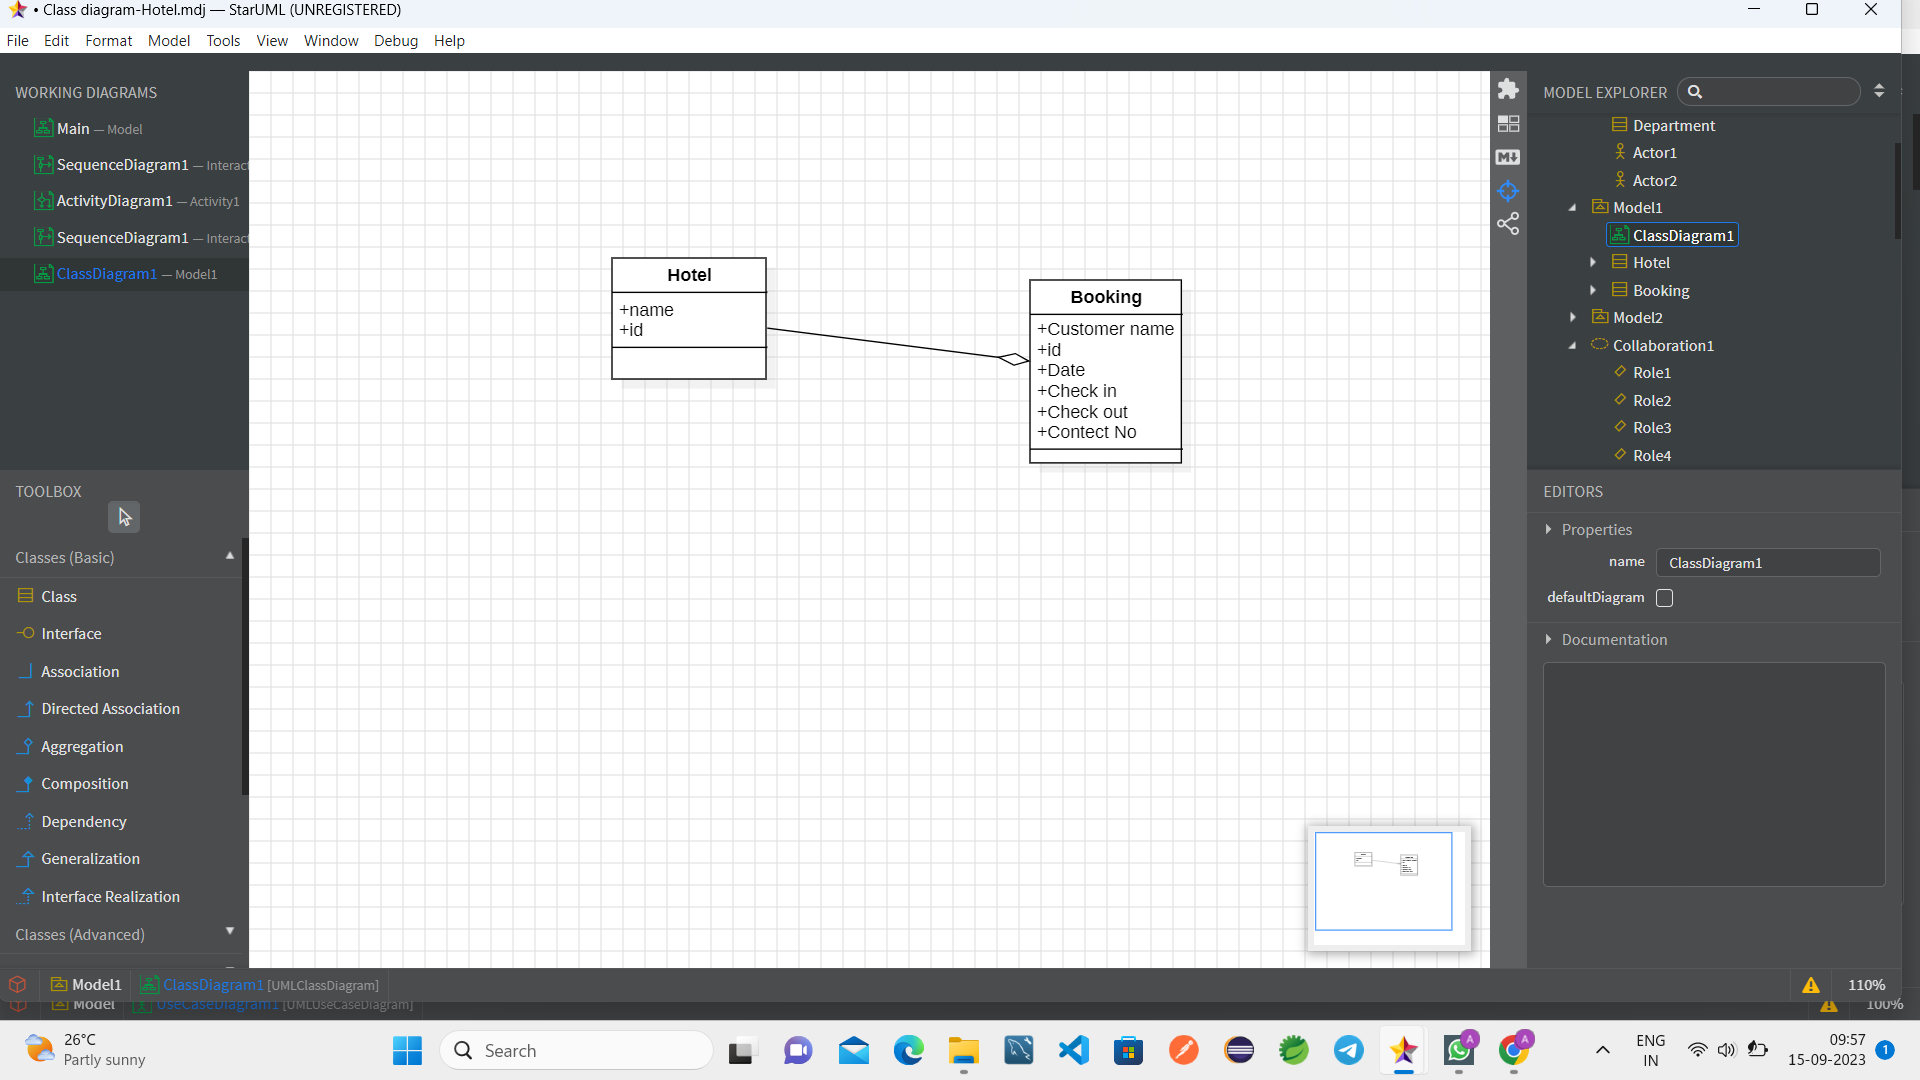 • Class diagram-Hotel.mdj — StarUML (UNREGISTERED)
File Edit Format Model Tools View Window Debug Help
WORKING DIAGRAMS
Main — Model
SequenceDiagram1 — Interact
ActivityDiagram1 — Activity1
SequenceDiagram1 — Interact
ClassDiagram1 — Model1
TOOLBOX
Classes (Basic)
Class
Interface
Association
Directed Association
Aggregation
Composition
Dependency
Generalization
Interface Realization
Classes (Advanced)
Hotel
+name
+id
Booking
+Customer name
+id
+Date
+Check in
+Check out
+Contect No
MODEL EXPLORER
Department
Actor1
Actor2
Model1
ClassDiagram1
Hotel
Booking
Model2
Collaboration1
Role1
Role2
Role3
Role4
EDITORS
Properties
name ClassDiagram1
defaultDiagram
Documentation
Model1 ClassDiagram1 [UMLClassDiagram] 110%
Model UseCaseDiagram1 [UMLUseCaseDiagram] 100%
26°C
Partly sunny
Search
A
A
ENG
IN
09:57
15-09-2023
1